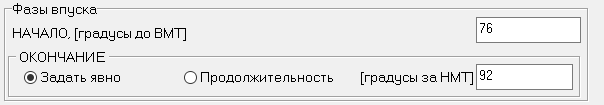 Фазы впуска
НАЧАЛО, [градусы до ВМТ] 76
ОКОНЧАНИЕ
Задать явно Продолжительность [градусы за НМТ] 92